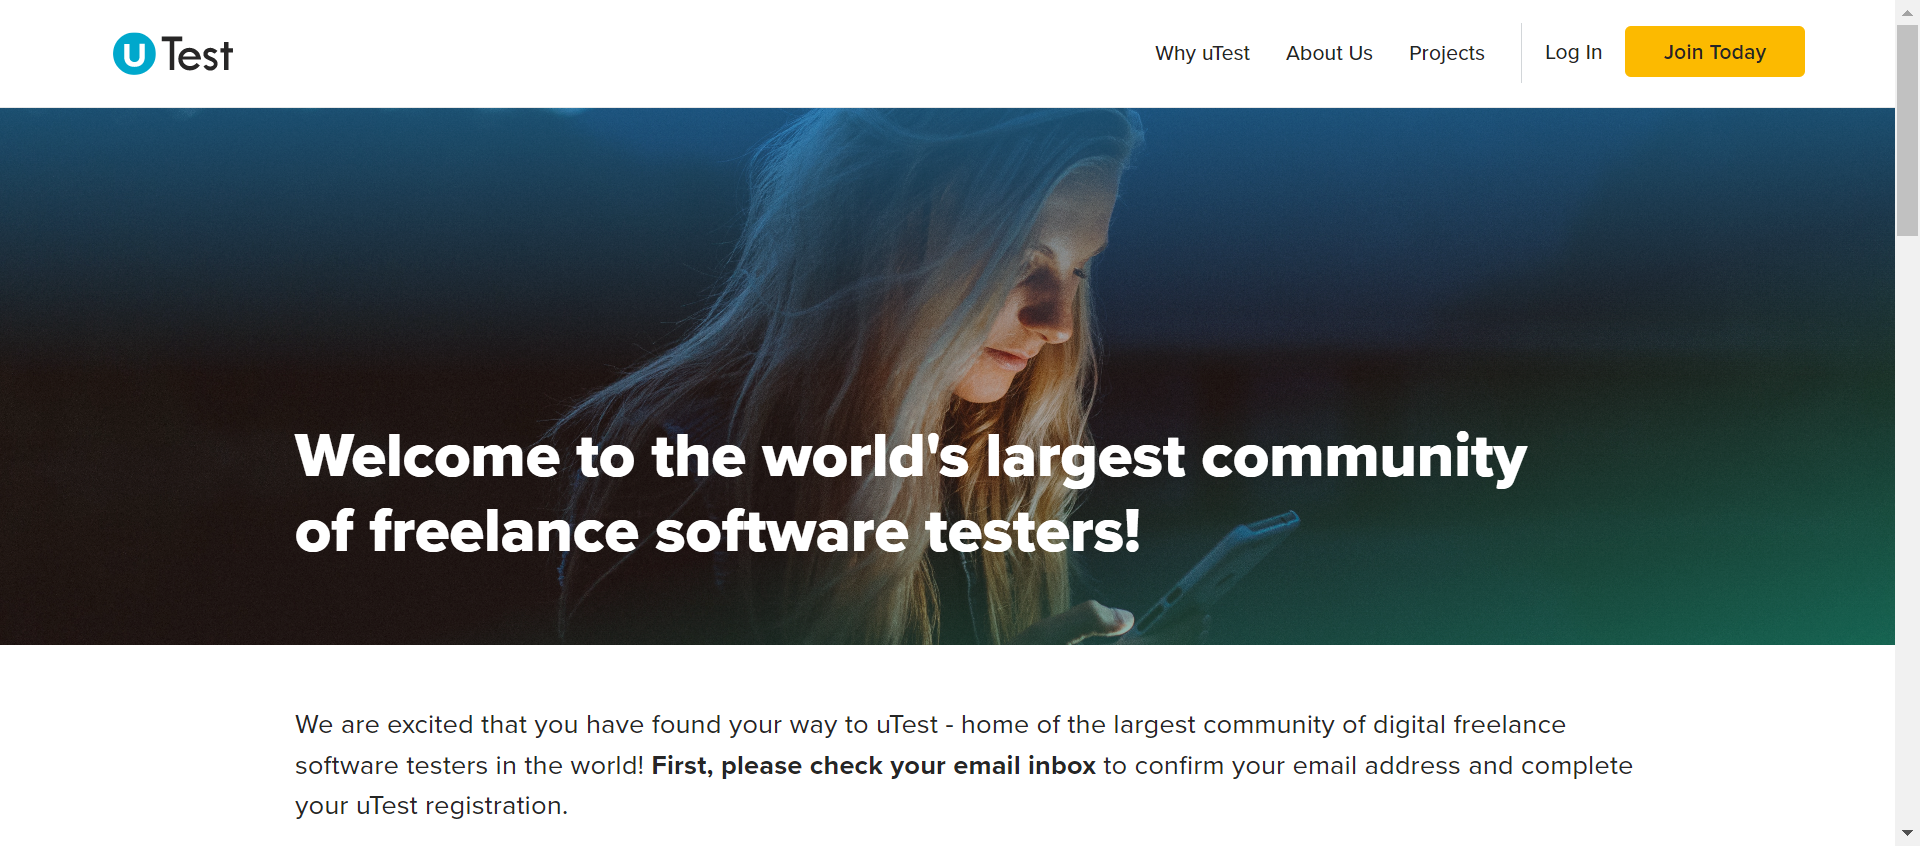 uTest
Why uTest
About Us
Projects
Log In
Join Today
Welcome to the world's largest community
of freelance software testers!
We are excited that you have found your way to uTest - home of the largest community of digital freelance
software testers in the world! First, please check your email inbox to confirm your email address and complete
your uTest registration.